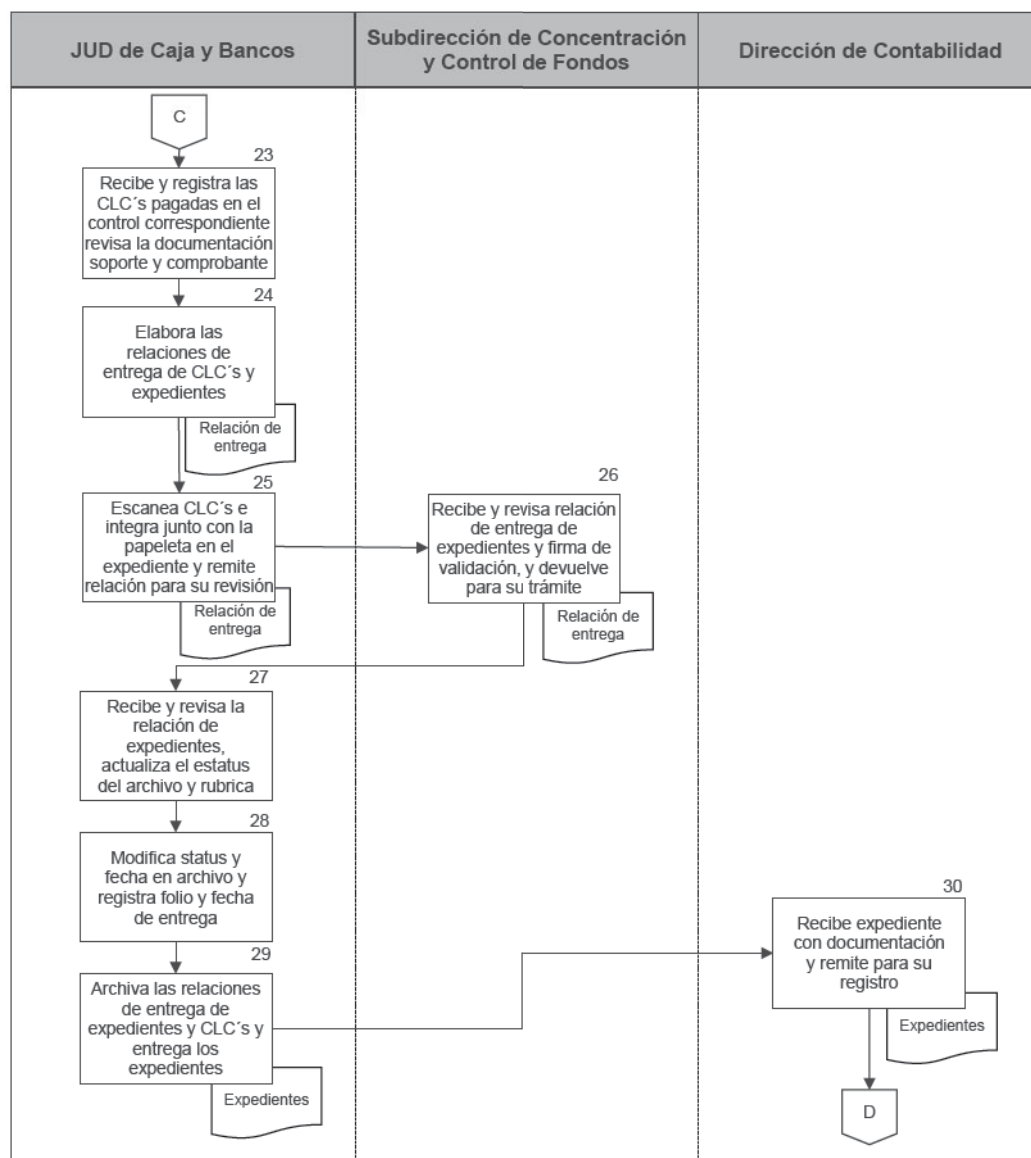 JUD de Caja y Bancos
Subdirección de Concentración
y Control de Fondos
Dirección de Contabilidad
C
23
Recibe y registra las
CLC´s pagadas en el
control correspondiente
revisa la documentación
soporte y comprobante
24
Elabora las
relaciones de
entrega de CLC´s y
expedientes
Relación de
entrega
25
Escanea CLC´s e
integra junto con la
papeleta en el
expediente y remite
relación para su revisión
Relación de
entrega
26
Recibe y revisa relación
de entrega de
expedientes y firma de
validación, y devuelve
para su trámite
Relación de
entrega
27
Recibe y revisa la
relación de
expedientes,
actualiza el estatus
del archivo y rubrica
28
Modifica status y
fecha en archivo y
registra folio y fecha
de entrega
29
Archiva las relaciones
de entrega de
expedientes y CLC´s y
entrega los
expedientes
Expedientes
30
Recibe expediente
con documentación
y remite para su
registro
Expedientes
D